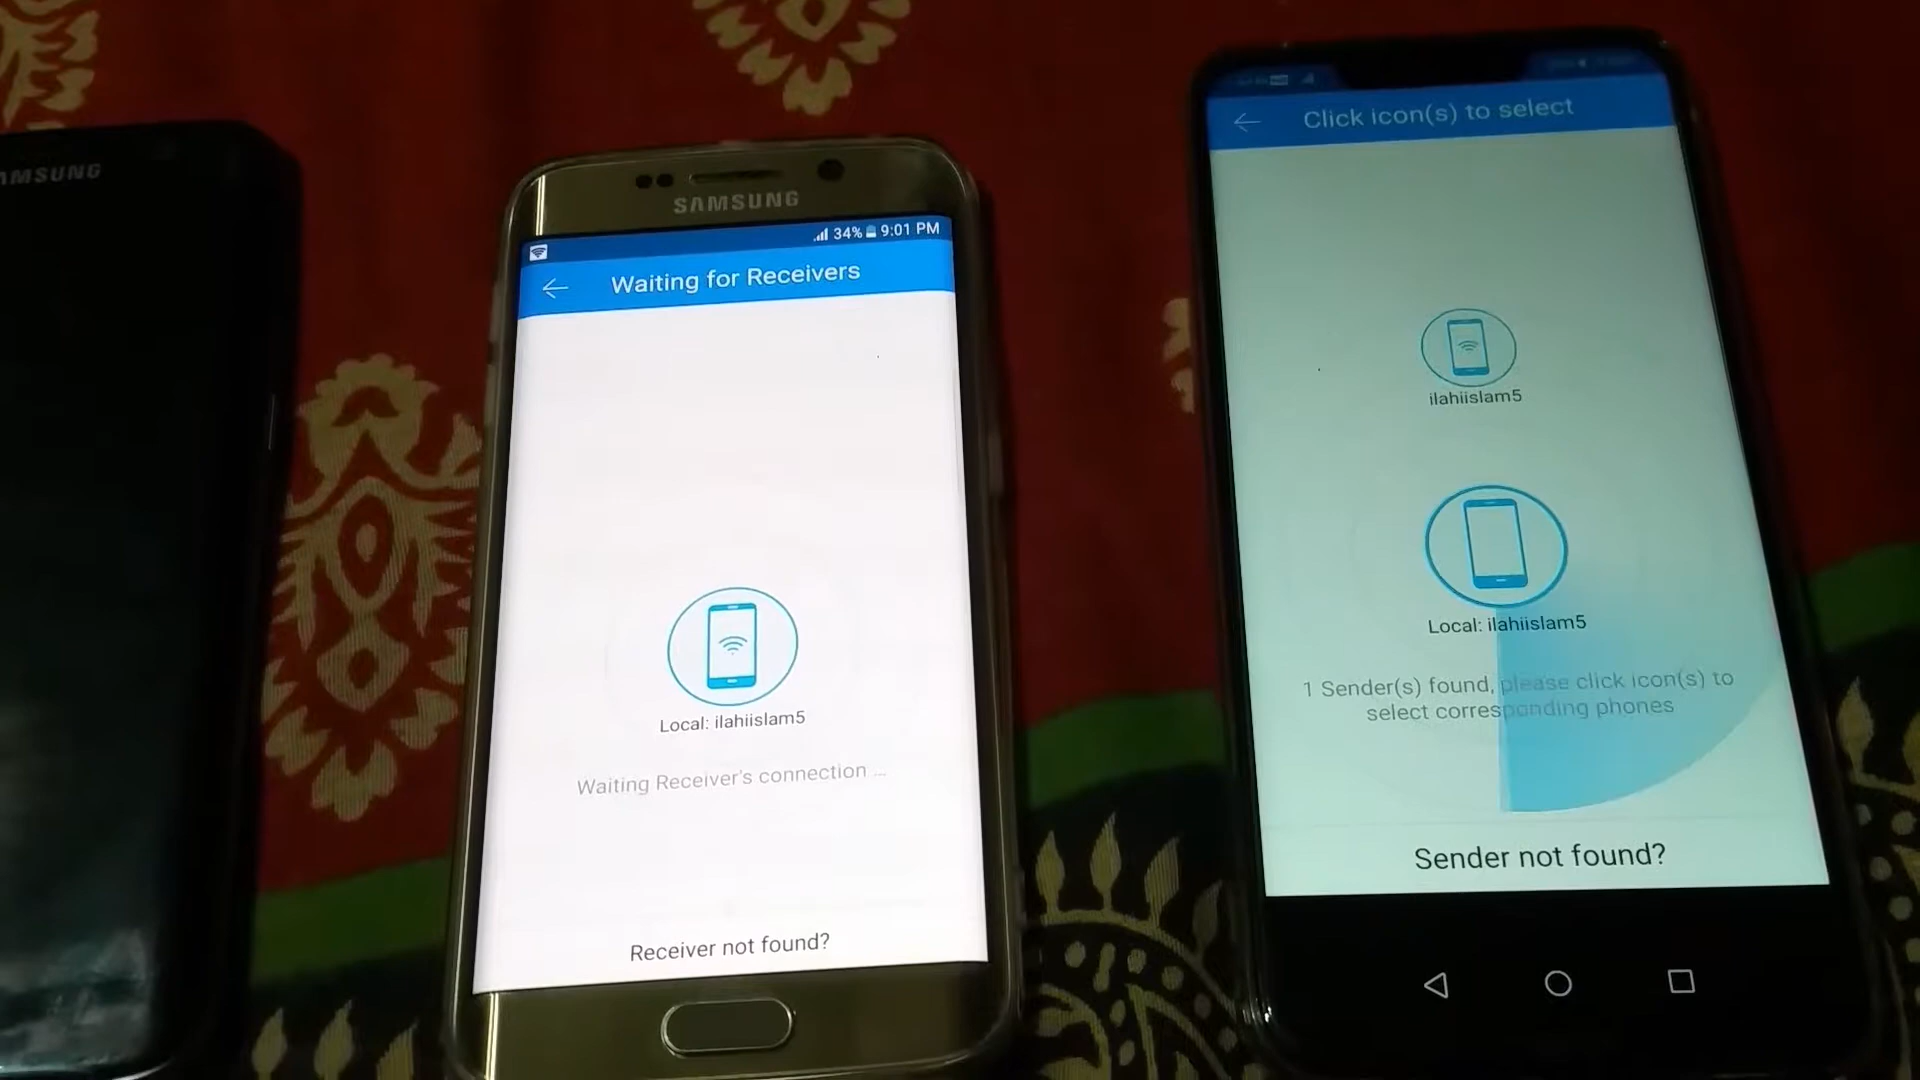 SAMSUNG
34% 9:01 PM
Waiting for Receivers
Local: ilahiislam5
Waiting Receiver's connection ...
Receiver not found?
Click icon(s) to select
ilahiislam5
Local: ilahiislam5
1 Sender(s) found, please click icon(s) to
select corresponding phones
Sender not found?